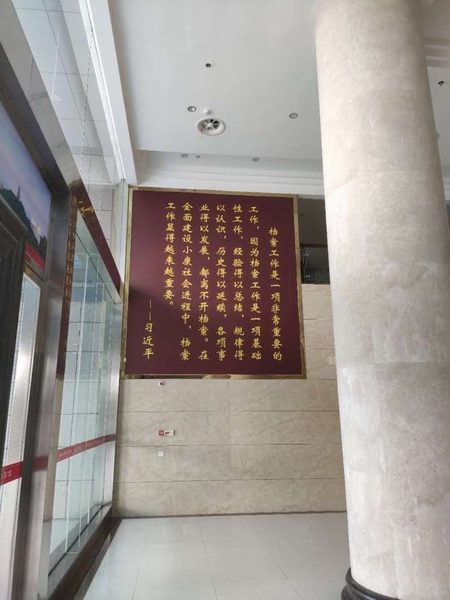 档案工作是一项非常重要的
工作，因为档案工作是一项基础
性工作，经验得以总结，规律得
以认识，历史得以延续，各项事
业得以发展，都离不开档案。在
全面建设小康社会进程中，档案
工作显得越来越重要。
——习近平